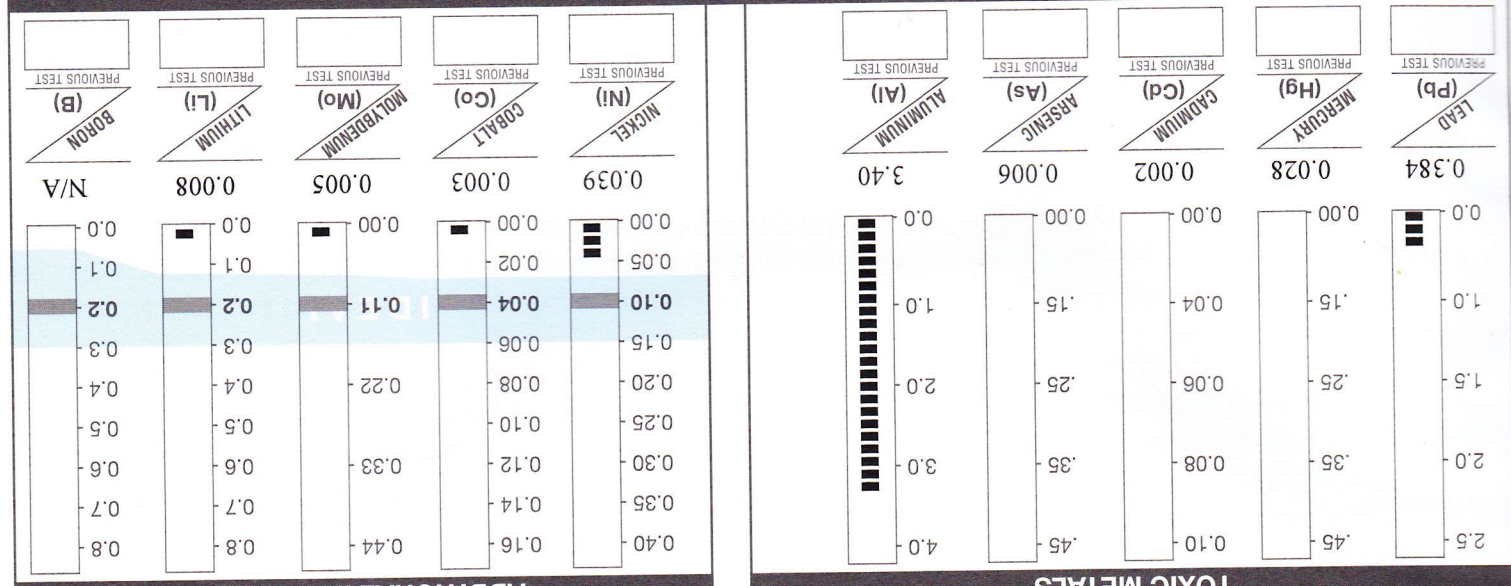 TOXIC METALS
2.5 .45 0.10 .45 4.0
2.0 .35 0.08 .35 3.0
1.5 .25 0.06 .25 2.0
1.0 .15 0.04 .15 1.0
0.0 0.00 0.00 0.00 0.0
0.384 0.028 0.002 0.006 3.40
LEAD MERCURY CADMIUM ARSENIC ALUMINUM
(Pb) (Hg) (Cd) (As) (Al)
PREVIOUS TEST PREVIOUS TEST PREVIOUS TEST PREVIOUS TEST PREVIOUS TEST
0.40 0.16 0.44 0.8 0.8
0.35 0.14 0.7 0.7
0.30 0.12 0.33 0.6 0.6
0.25 0.10 0.5 0.5
0.20 0.08 0.22 0.4 0.4
0.15 0.06 0.3 0.3
0.10 0.04 0.11 0.2 0.2
0.05 0.02 0.1 0.1
0.00 0.00 0.00 0.0 0.0
0.039 0.003 0.005 0.008 N/A
NICKEL COBALT MOLYBDENUM LITHIUM BORON
(Ni) (Co) (Mo) (Li) (B)
PREVIOUS TEST PREVIOUS TEST PREVIOUS TEST PREVIOUS TEST PREVIOUS TEST